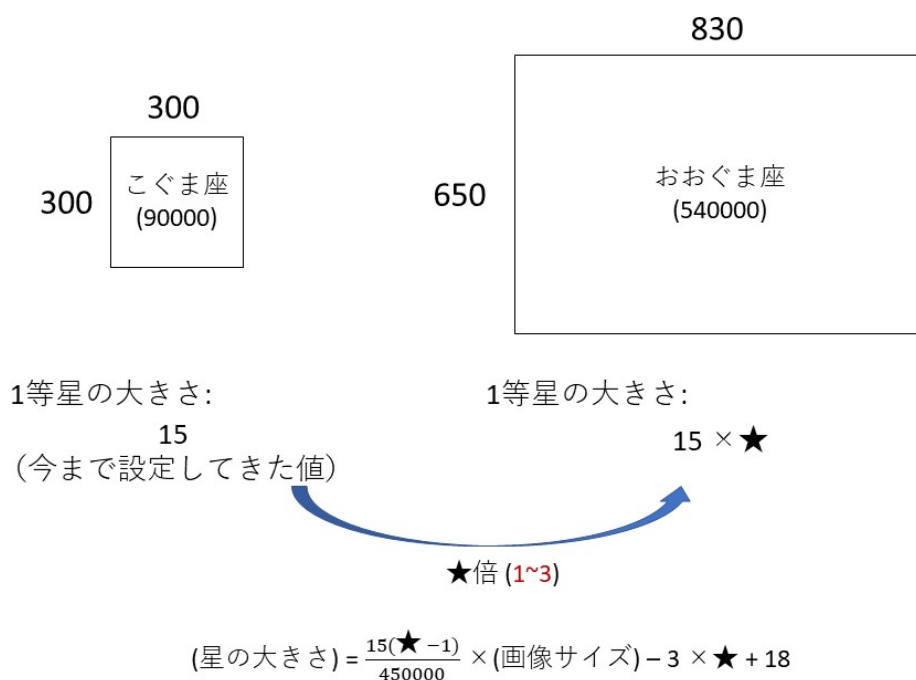 830
300
300
こぐま座
(90000)
650
おおぐま座
(540000)
1等星の大きさ:
15
(今まで設定してきた値)
1等星の大きさ:
15 × ★
★倍 (1~3)
(星の大きさ) = 15(★ −1)/450000 × (画像サイズ) − 3 × ★ + 18